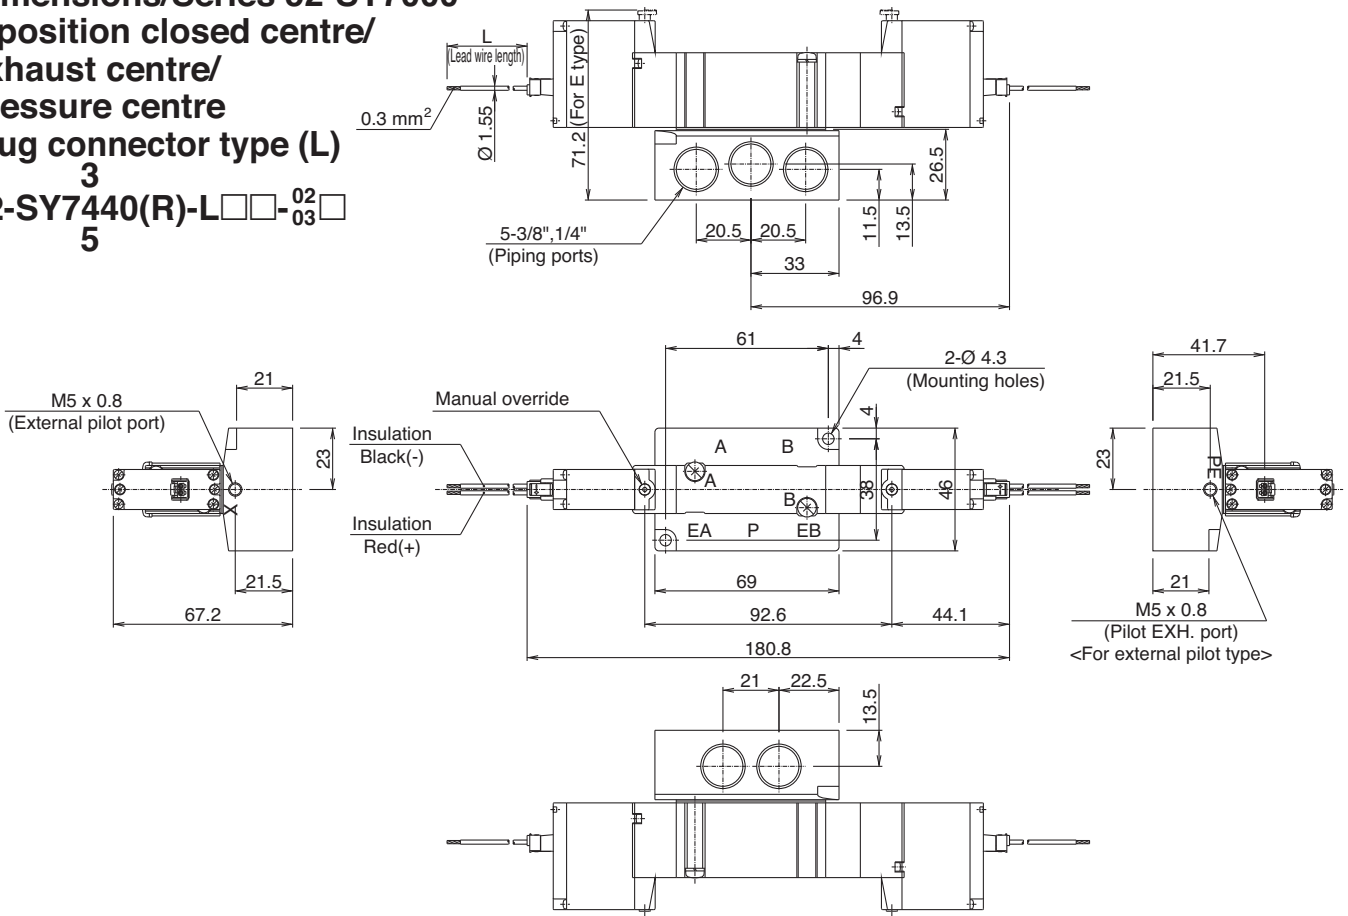 mensions/Series 52-SY7000
position closed centre/
xhaust centre/
essure centre
ug connector type (L)
3
2-SY7440(R)-L□□-02 03□
5
L
(Lead wire length)
0.3 mm2
Ø 1.55
71.2 (For E type)
26.5
11.5
13.5
5-3/8",1/4"
(Piping ports)
20.5
20.5
33
96.9
21
M5 x 0.8
(External pilot port)
23
X
21.5
67.2
61
4
2-Ø 4.3
(Mounting holes)
4
Manual override
Insulation
Black(-)
Insulation
Red(+)
A
B
A
B
EA
P
EB
38
46
69
92.6
44.1
180.8
41.7
21.5
23
PE
21
M5 x 0.8
(Pilot EXH. port)
<For external pilot type>
21
22.5
13.5